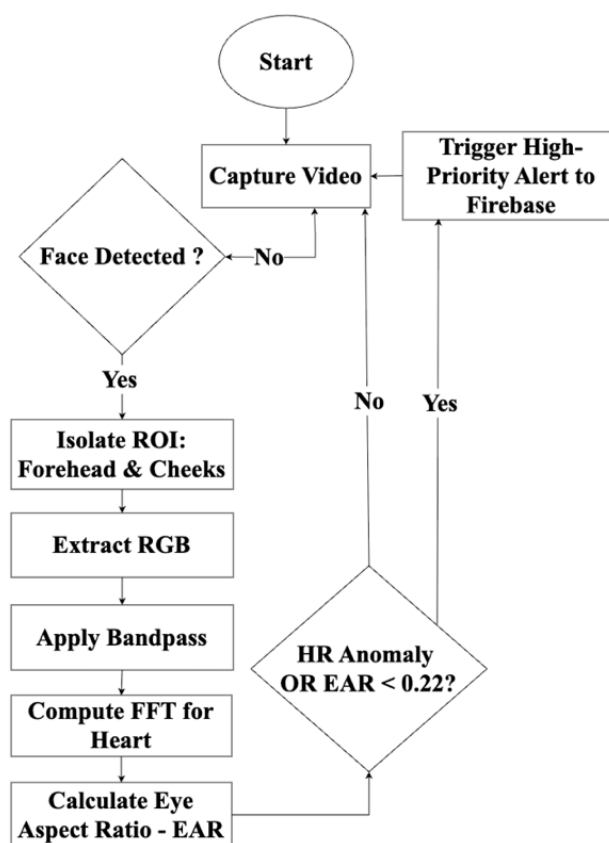 Start
Capture Video
Trigger High-
Priority Alert to
Firebase
Face Detected ?
No
Yes
Isolate ROI:
Forehead & Cheeks
Extract RGB
Apply Bandpass
Compute FFT for
Heart
Calculate Eye
Aspect Ratio - EAR
HR Anomaly
OR EAR < 0.22?
No
Yes